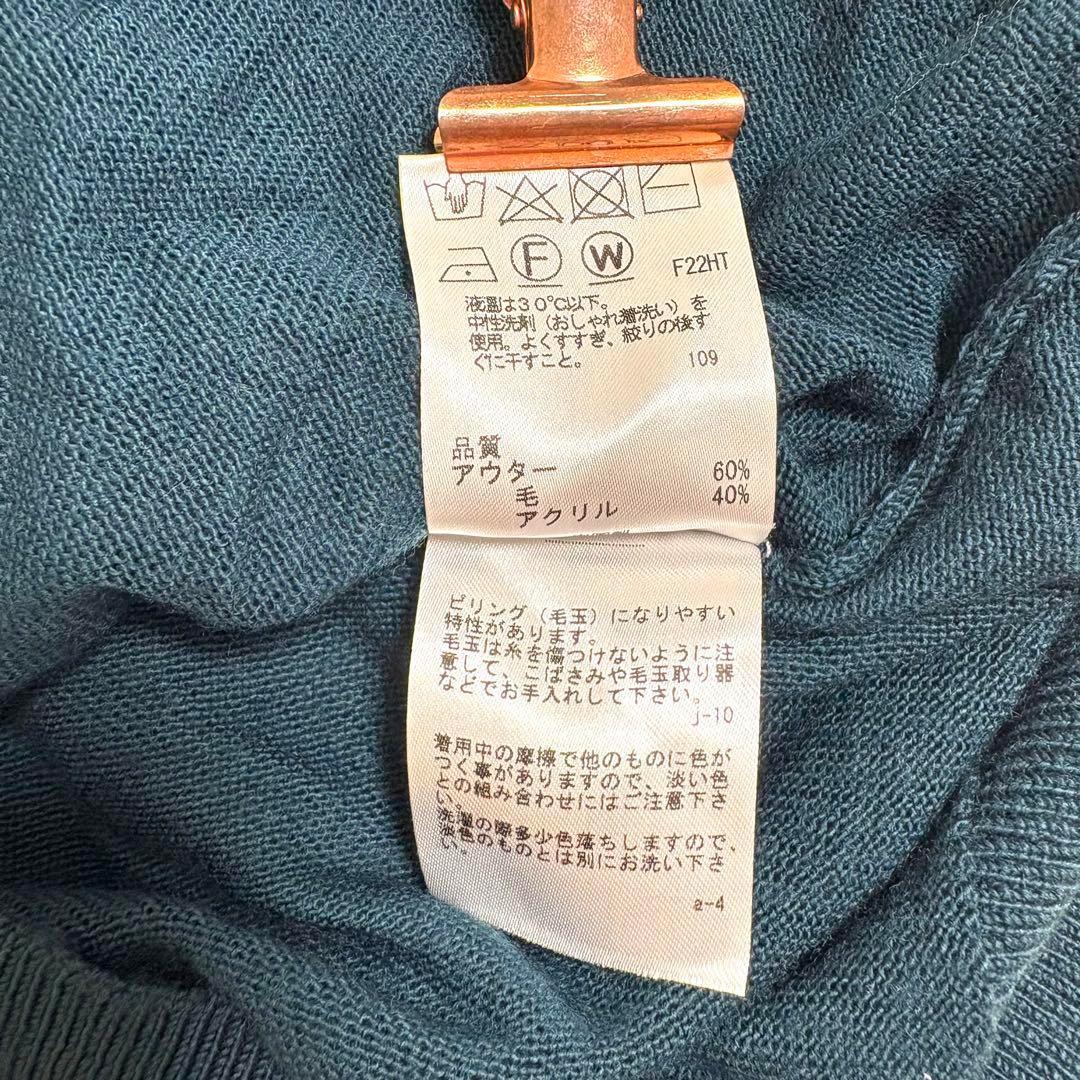 F
W
F22HT
液温は30℃以下。
中性洗剤（おしゃれ着洗い）を
使用。よくすすぎ、絞りの後す
ぐに干すこと。
109
品質
アウター
毛 60%
アクリル 40%
ピリング（毛玉）になりやすい
特性があります。
毛玉は糸を傷つけないように注
意して、こばさみや毛玉取り器
などでお手入れして下さい。
j-10
着用中の摩擦で他のものに色が
つく事がありますので、淡い色
との組み合わせにはご注意下さ
い。
洗濯の際多少色落ちしますので、
淡色のものとは別にお洗い下さ
い。
a-4